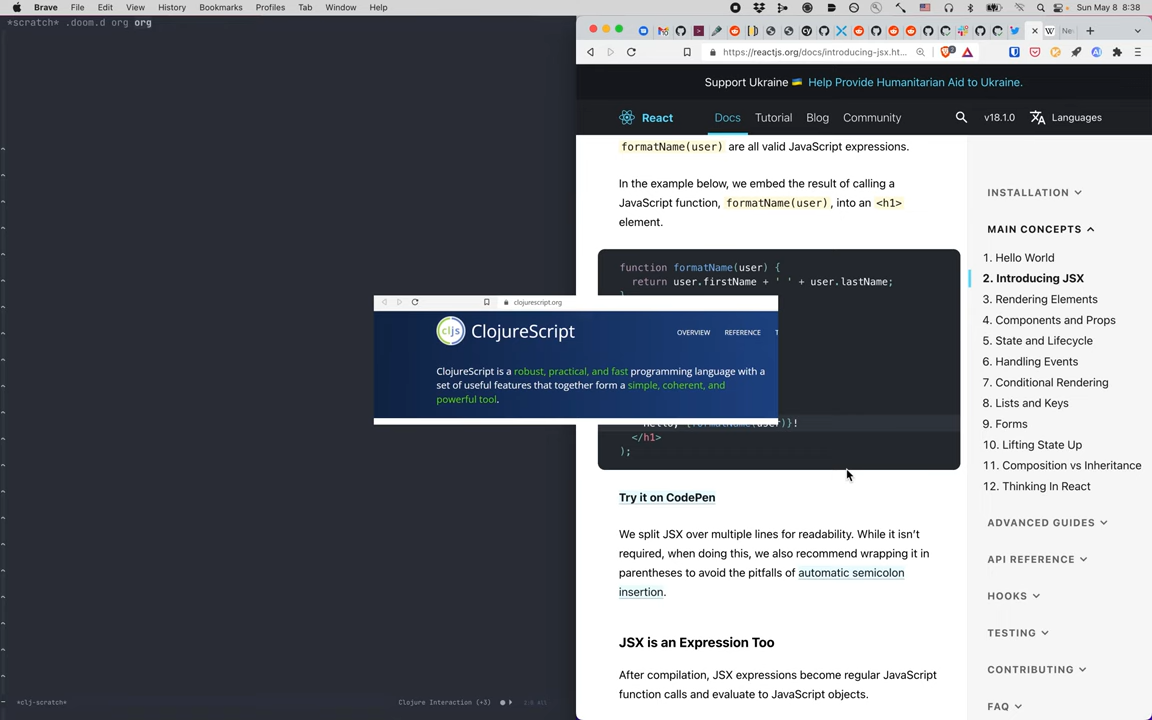 Brave File Edit View History Bookmarks Profiles Tab Window Help
Sun May 8 8:38
*scratch* .doom.d org org
https://reactjs.org/docs/introducing-jsx.ht...
Support Ukraine 🇺🇦 Help Provide Humanitarian Aid to Ukraine.
React Docs Tutorial Blog Community v18.1.0 Languages
formatName(user) are all valid JavaScript expressions.
In the example below, we embed the result of calling a
JavaScript function, formatName(user), into an <h1>
element.
function formatName(user) {
return user.firstName + ' ' + user.lastName;
}
clojurescript.org
cljs ClojureScript
OVERVIEW REFERENCE T
ClojureScript is a robust, practical, and fast programming language with a
set of useful features that together form a simple, coherent, and
powerful tool.
Hello, {formatName(user)}!
</h1>
);
Try it on CodePen
We split JSX over multiple lines for readability. While it isn't
required, when doing this, we also recommend wrapping it in
parentheses to avoid the pitfalls of automatic semicolon
insertion.
JSX is an Expression Too
After compilation, JSX expressions become regular JavaScript
function calls and evaluate to JavaScript objects.
INSTALLATION
MAIN CONCEPTS
1. Hello World
2. Introducing JSX
3. Rendering Elements
4. Components and Props
5. State and Lifecycle
6. Handling Events
7. Conditional Rendering
8. Lists and Keys
9. Forms
10. Lifting State Up
11. Composition vs Inheritance
12. Thinking In React
ADVANCED GUIDES
API REFERENCE
HOOKS
TESTING
CONTRIBUTING
FAQ
*clj-scratch*
Clojure Interaction (+3)